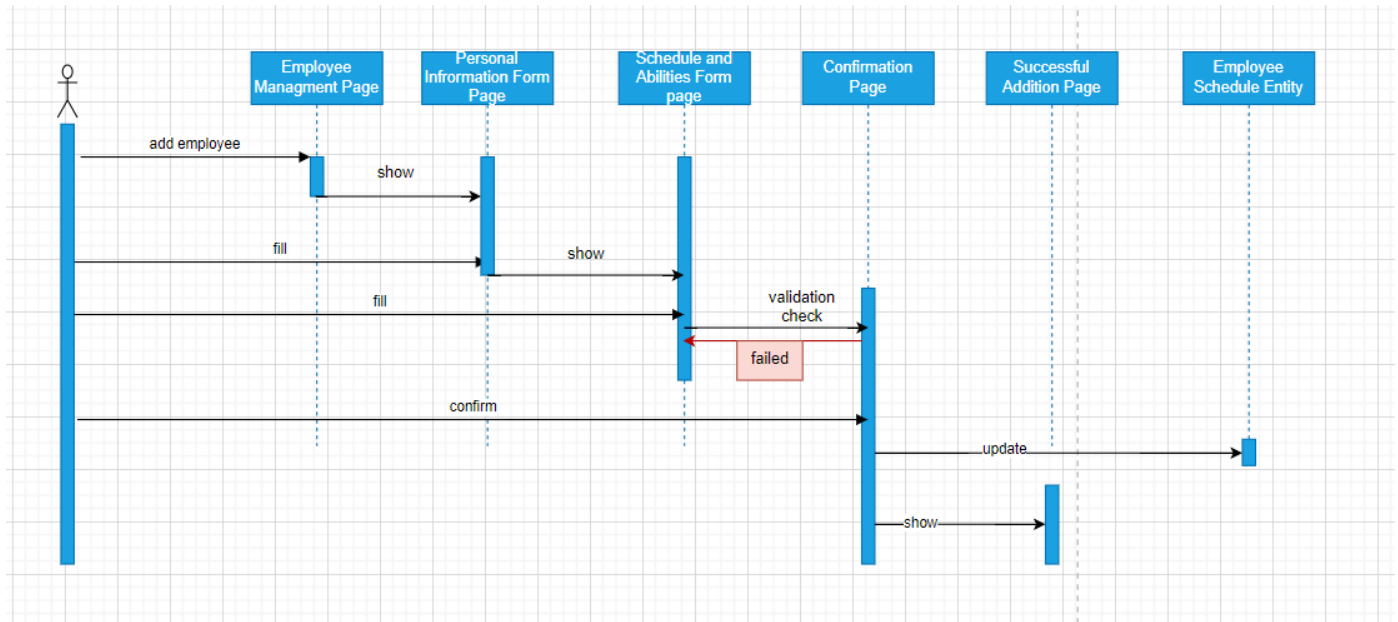 Employee
Managment Page
Personal
Infrormation Form
Page
Schedule and
Abilities Form
page
Confirmation
Page
Successful
Addition Page
Employee
Schedule Entity
add employee
show
fill
show
fill
validation
check
failed
confirm
update
show